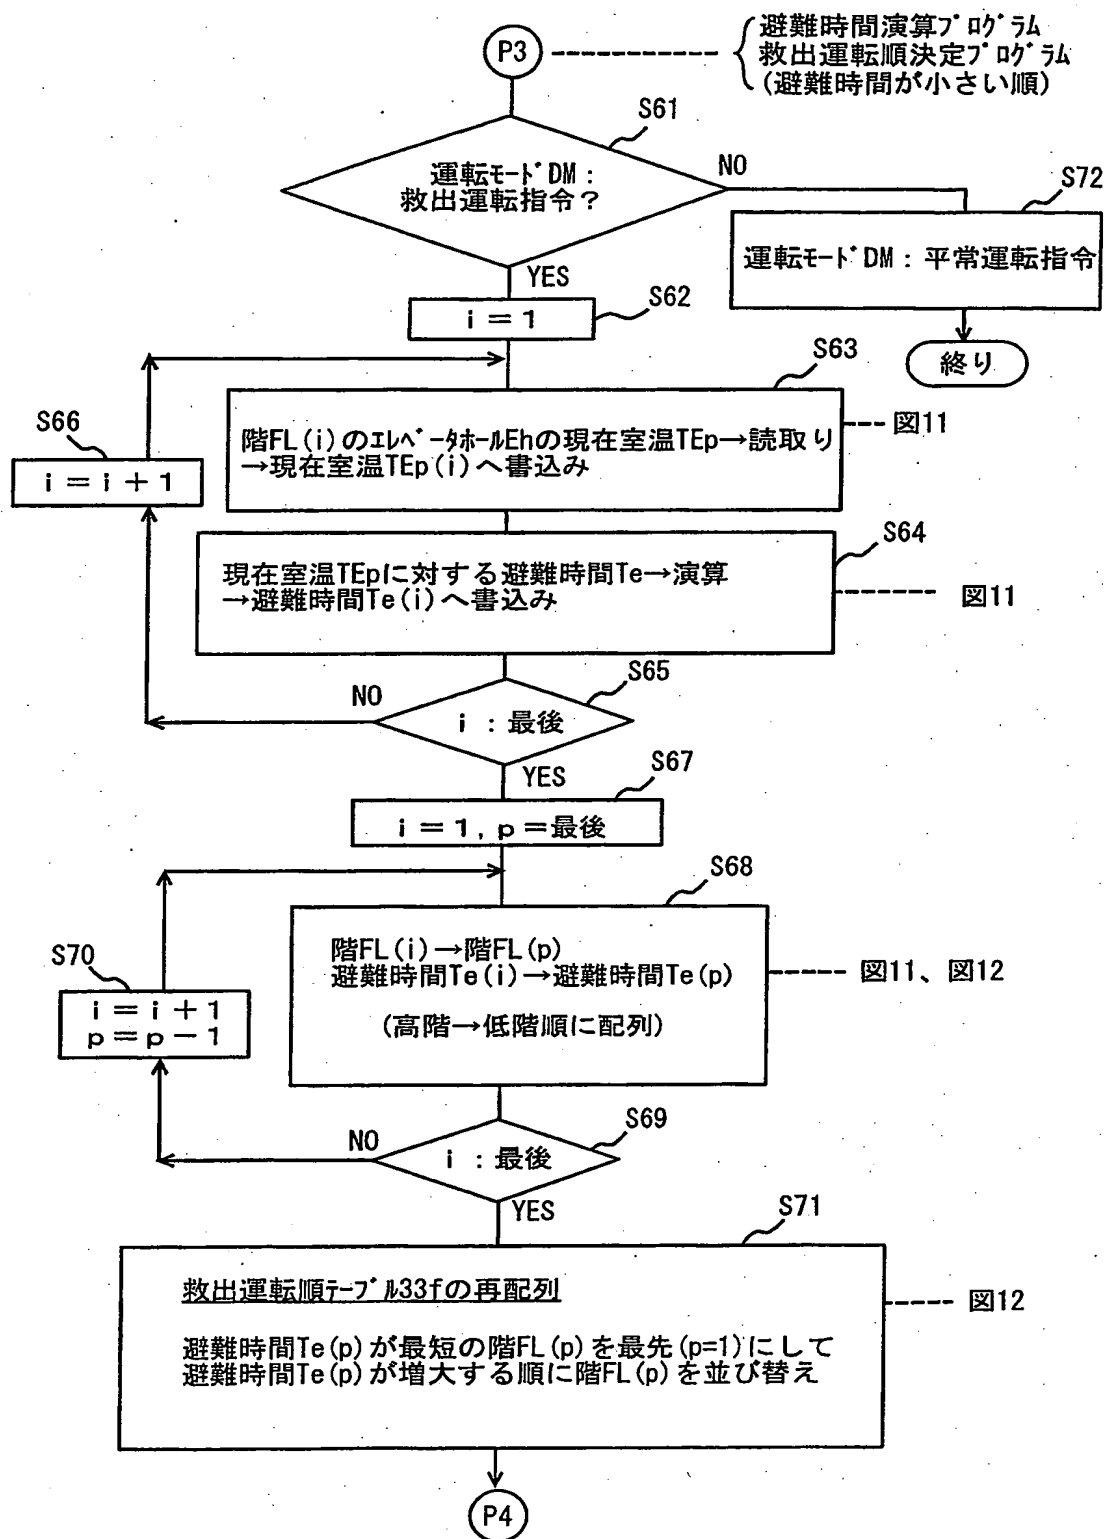 P3
避難時間演算プログラム
救出運転順決定プログラム
(避難時間が小さい順)
S61
運転モードDM:
救出運転指令?
NO
S72
運転モードDM:平常運転指令
終り
YES
S62
i=1
S63
階FL(i)のエレベータホールEhの現在室温TEp→読取り
→現在室温TEp(i)へ書込み
図11
S66
i=i+1
S64
現在室温TEpに対する避難時間Te→演算
→避難時間Te(i)へ書込み
図11
S65
NO
i:最後
YES
S67
i=1, p=最後
S68
階FL(i)→階FL(p)
避難時間Te(i)→避難時間Te(p)
(高階→低階順に配列)
図11、図12
S70
i=i+1
p=p-1
S69
NO
i:最後
YES
S71
救出運転順テーブル33fの再配列
避難時間Te(p)が最短の階FL(p)を最先(p=1)にして
避難時間Te(p)が増大する順に階FL(p)を並び替え
図12
P4